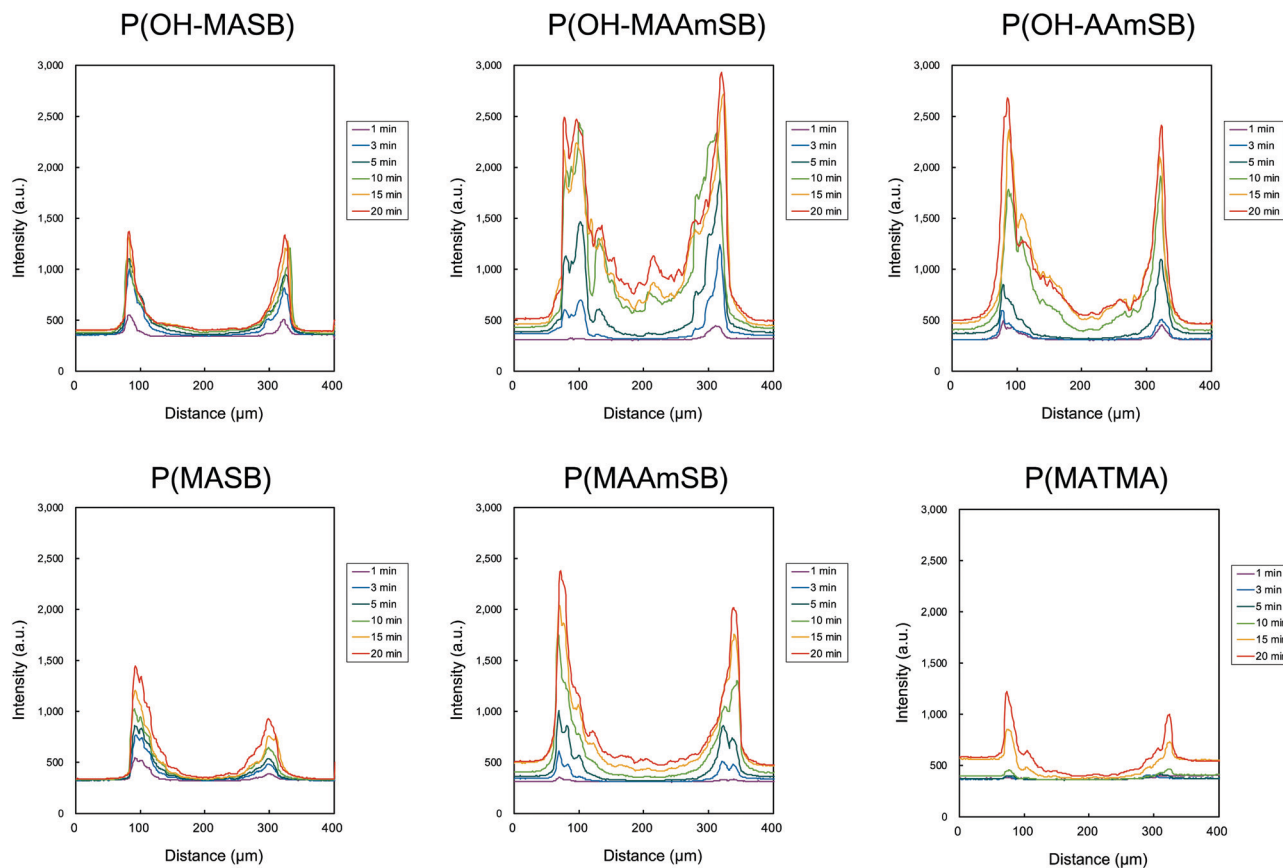 P(OH-MASB)
3,000
2,500
2,000
1,500
1,000
500
0
0 100 200 300 400
Intensity (a.u.)
Distance (µm)
1 min
3 min
5 min
10 min
15 min
20 min
P(OH-MAAmSB)
3,000
2,500
2,000
1,500
1,000
500
0
0 100 200 300 400
Intensity (a.u.)
Distance (µm)
1 min
3 min
5 min
10 min
15 min
20 min
P(OH-AAmSB)
3,000
2,500
2,000
1,500
1,000
500
0
0 100 200 300 400
Intensity (a.u.)
Distance (µm)
1 min
3 min
5 min
10 min
15 min
20 min
P(MASB)
3,000
2,500
2,000
1,500
1,000
500
0
0 100 200 300 400
Intensity (a.u.)
Distance (µm)
1 min
3 min
5 min
10 min
15 min
20 min
P(MAAmSB)
3,000
2,500
2,000
1,500
1,000
500
0
0 100 200 300 400
Intensity (a.u.)
Distance (µm)
1 min
3 min
5 min
10 min
15 min
20 min
P(MATMA)
3,000
2,500
2,000
1,500
1,000
500
0
0 100 200 300 400
Intensity (a.u.)
Distance (µm)
1 min
3 min
5 min
10 min
15 min
20 min